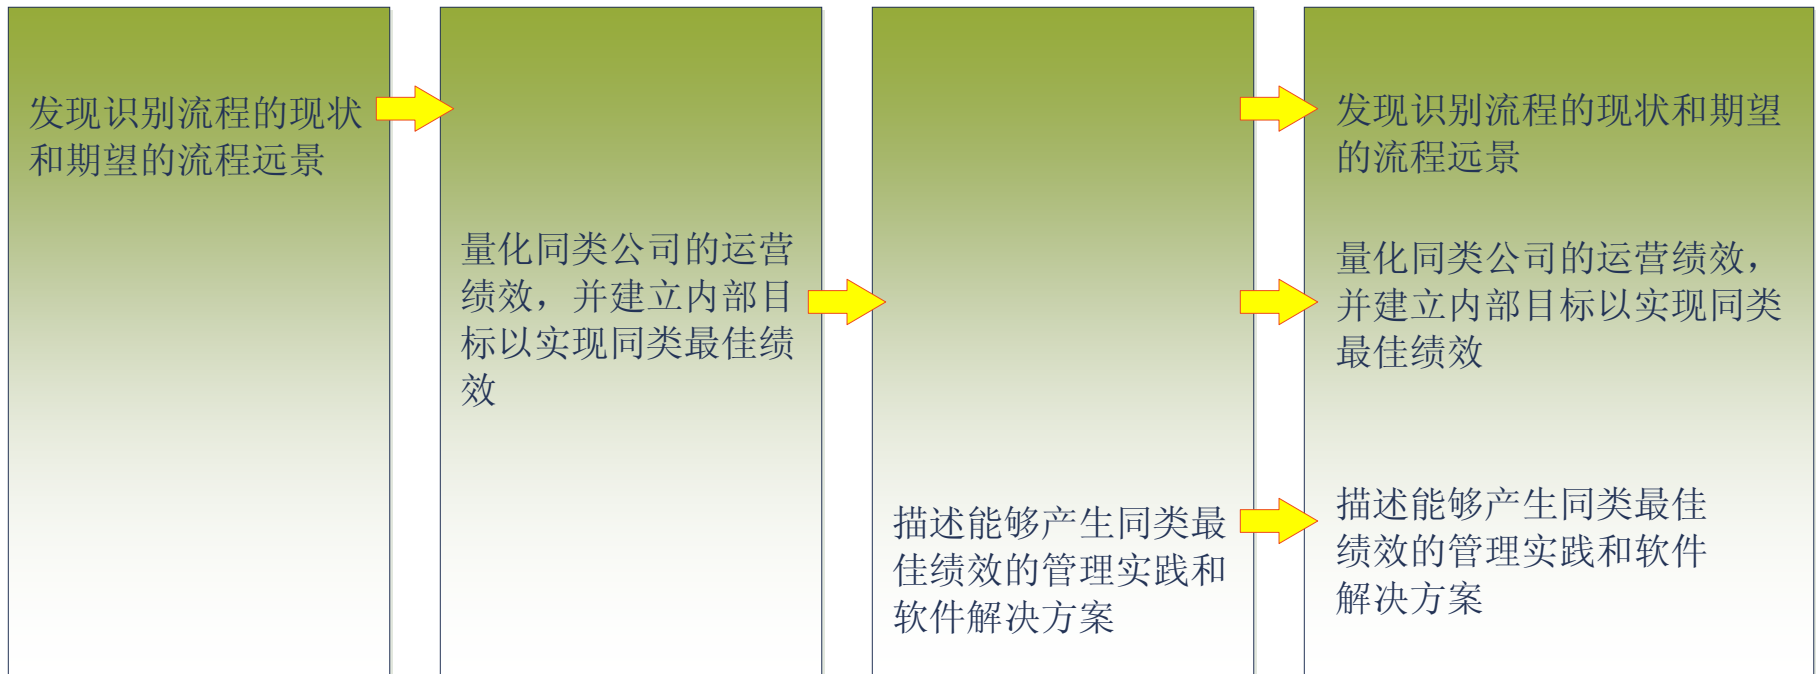 发现识别流程的现状
和期望的流程远景
量化同类公司的运营
绩效，并建立内部目
标以实现同类最佳绩
效
描述能够产生同类最
佳绩效的管理实践和
软件解决方案
发现识别流程的现状和期望
的流程远景
量化同类公司的运营绩效，
并建立内部目标以实现同类
最佳绩效
描述能够产生同类最佳
绩效的管理实践和软件
解决方案